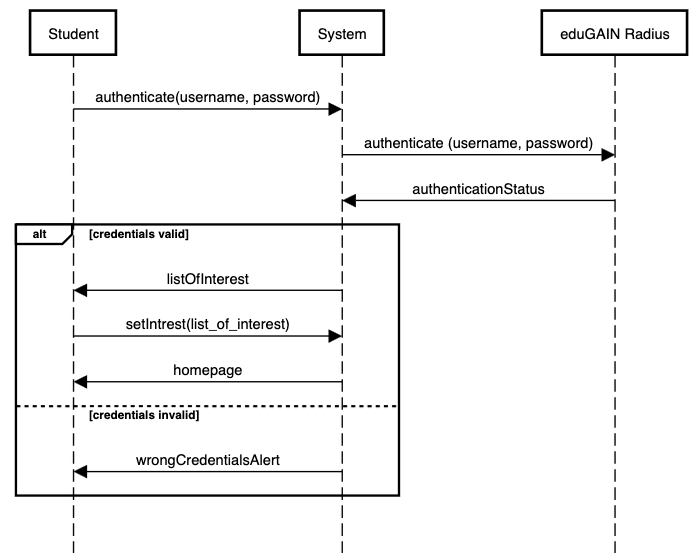 Student
System
eduGAIN Radius
authenticate(username, password)
authenticate (username, password)
authenticationStatus
alt
[credentials valid]
listOfInterest
setIntrest(list_of_interest)
homepage
[credentials invalid]
wrongCredentialsAlert